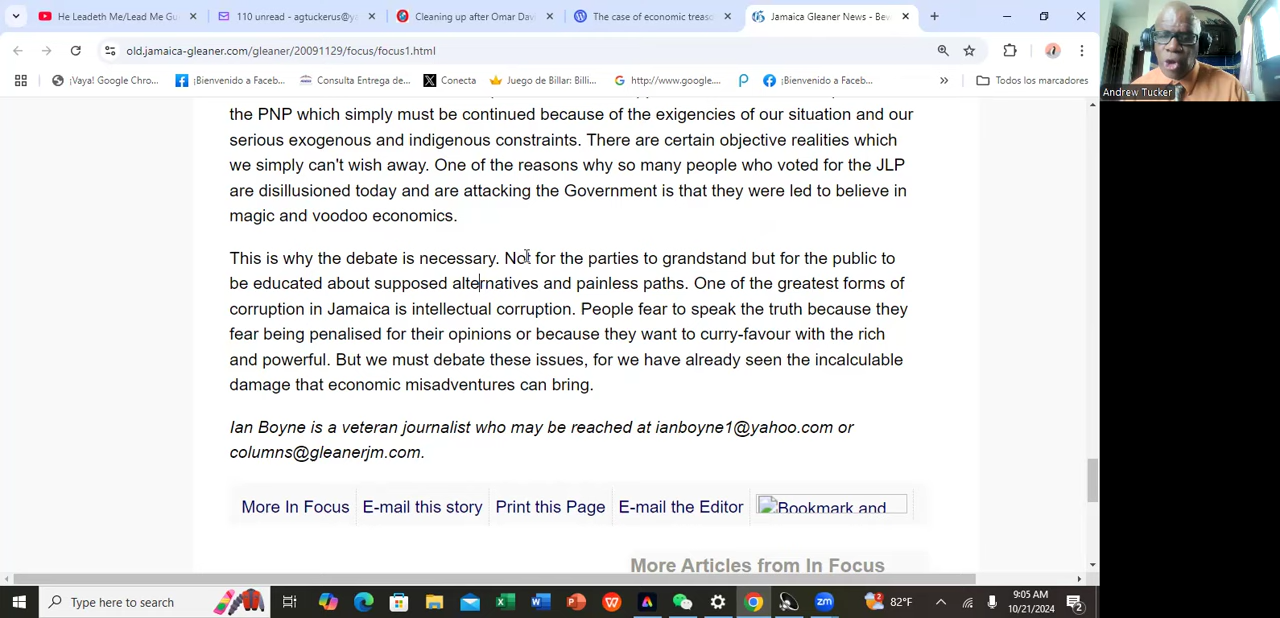 He Leadeth Me/Lead Me Gu
110 unread - agtuckerus@ya
Cleaning up after Omar Dav
The case of economic treaso
Jamaica Gleaner News - Bew
old.jamaica-gleaner.com/gleaner/20091129/focus/focus1.html
¡Vaya! Google Chro...
¡Bienvenido a Faceb...
Consulta Entrega de...
Conecta
Juego de Billar: Billi...
http://www.google....
¡Bienvenido a Faceb...
Todos los marcadores
Andrew Tucker
the PNP which simply must be continued because of the exigencies of our situation and our
serious exogenous and indigenous constraints. There are certain objective realities which
we simply can't wish away. One of the reasons why so many people who voted for the JLP
are disillusioned today and are attacking the Government is that they were led to believe in
magic and voodoo economics.
This is why the debate is necessary. Not for the parties to grandstand but for the public to
be educated about supposed alternatives and painless paths. One of the greatest forms of
corruption in Jamaica is intellectual corruption. People fear to speak the truth because they
fear being penalised for their opinions or because they want to curry-favour with the rich
and powerful. But we must debate these issues, for we have already seen the incalculable
damage that economic misadventures can bring.
Ian Boyne is a veteran journalist who may be reached at ianboyne1@yahoo.com or
columns@gleanerjm.com.
More In Focus
E-mail this story
Print this Page
E-mail the Editor
Bookmark and
More Articles from In Focus
Type here to search
82°F
9:05 AM
10/21/2024
2